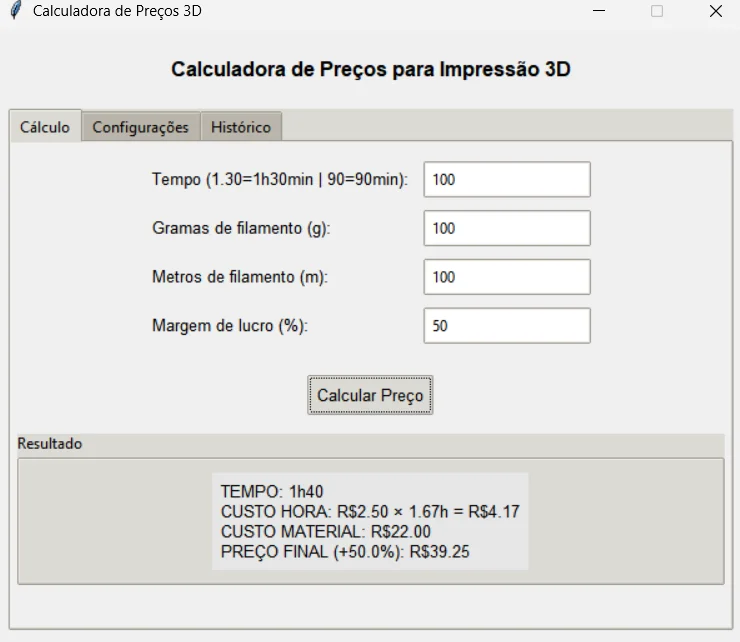 Calculadora de Preços 3D
Calculadora de Preços para Impressão 3D
Cálculo Configurações Histórico
Tempo (1.30=1h30min | 90=90min): 100
Gramas de filamento (g): 100
Metros de filamento (m): 100
Margem de lucro (%): 50
Calcular Preço
Resultado
TEMPO: 1h40
CUSTO HORA: R$2.50 × 1.67h = R$4.17
CUSTO MATERIAL: R$22.00
PREÇO FINAL (+50.0%): R$39.25